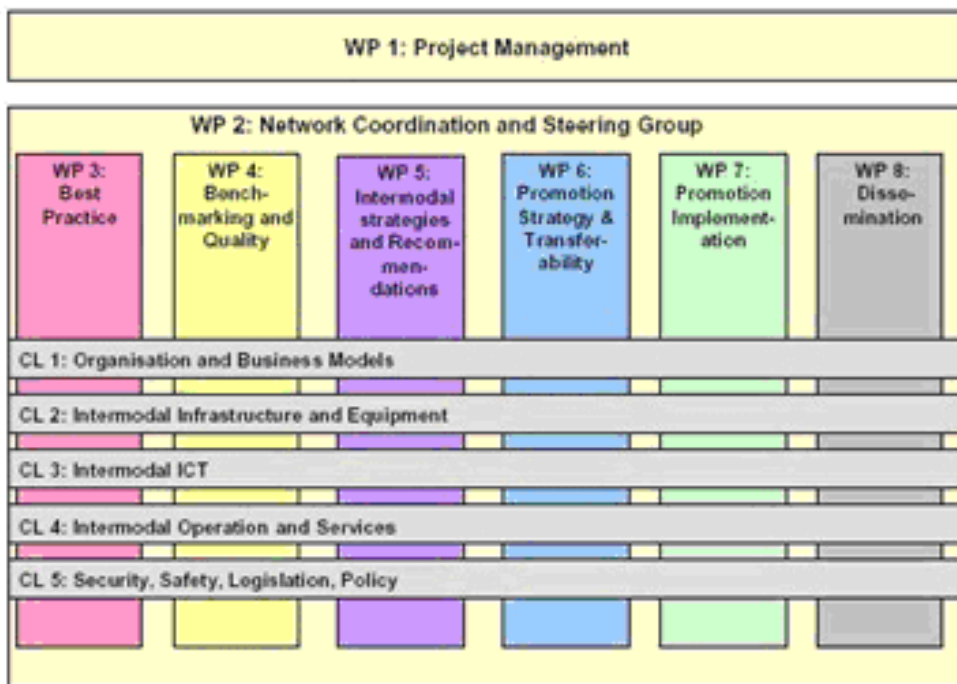 WP 1: Project Management
WP 2: Network Coordination and Steering Group
WP 3:
Best
Practice
WP 4:
Bench-
marking and
Quality
WP 5:
Intermodal
strategies
and Recom-
men-
dations
WP 6:
Promotion
Strategy &
Transfer-
ability
WP 7:
Promotion
Implement-
ation
WP 8:
Disse-
mination
CL 1: Organisation and Business Models
CL 2: Intermodal Infrastructure and Equipment
CL 3: Intermodal ICT
CL 4: Intermodal Operation and Services
CL 5: Security, Safety, Legislation, Policy